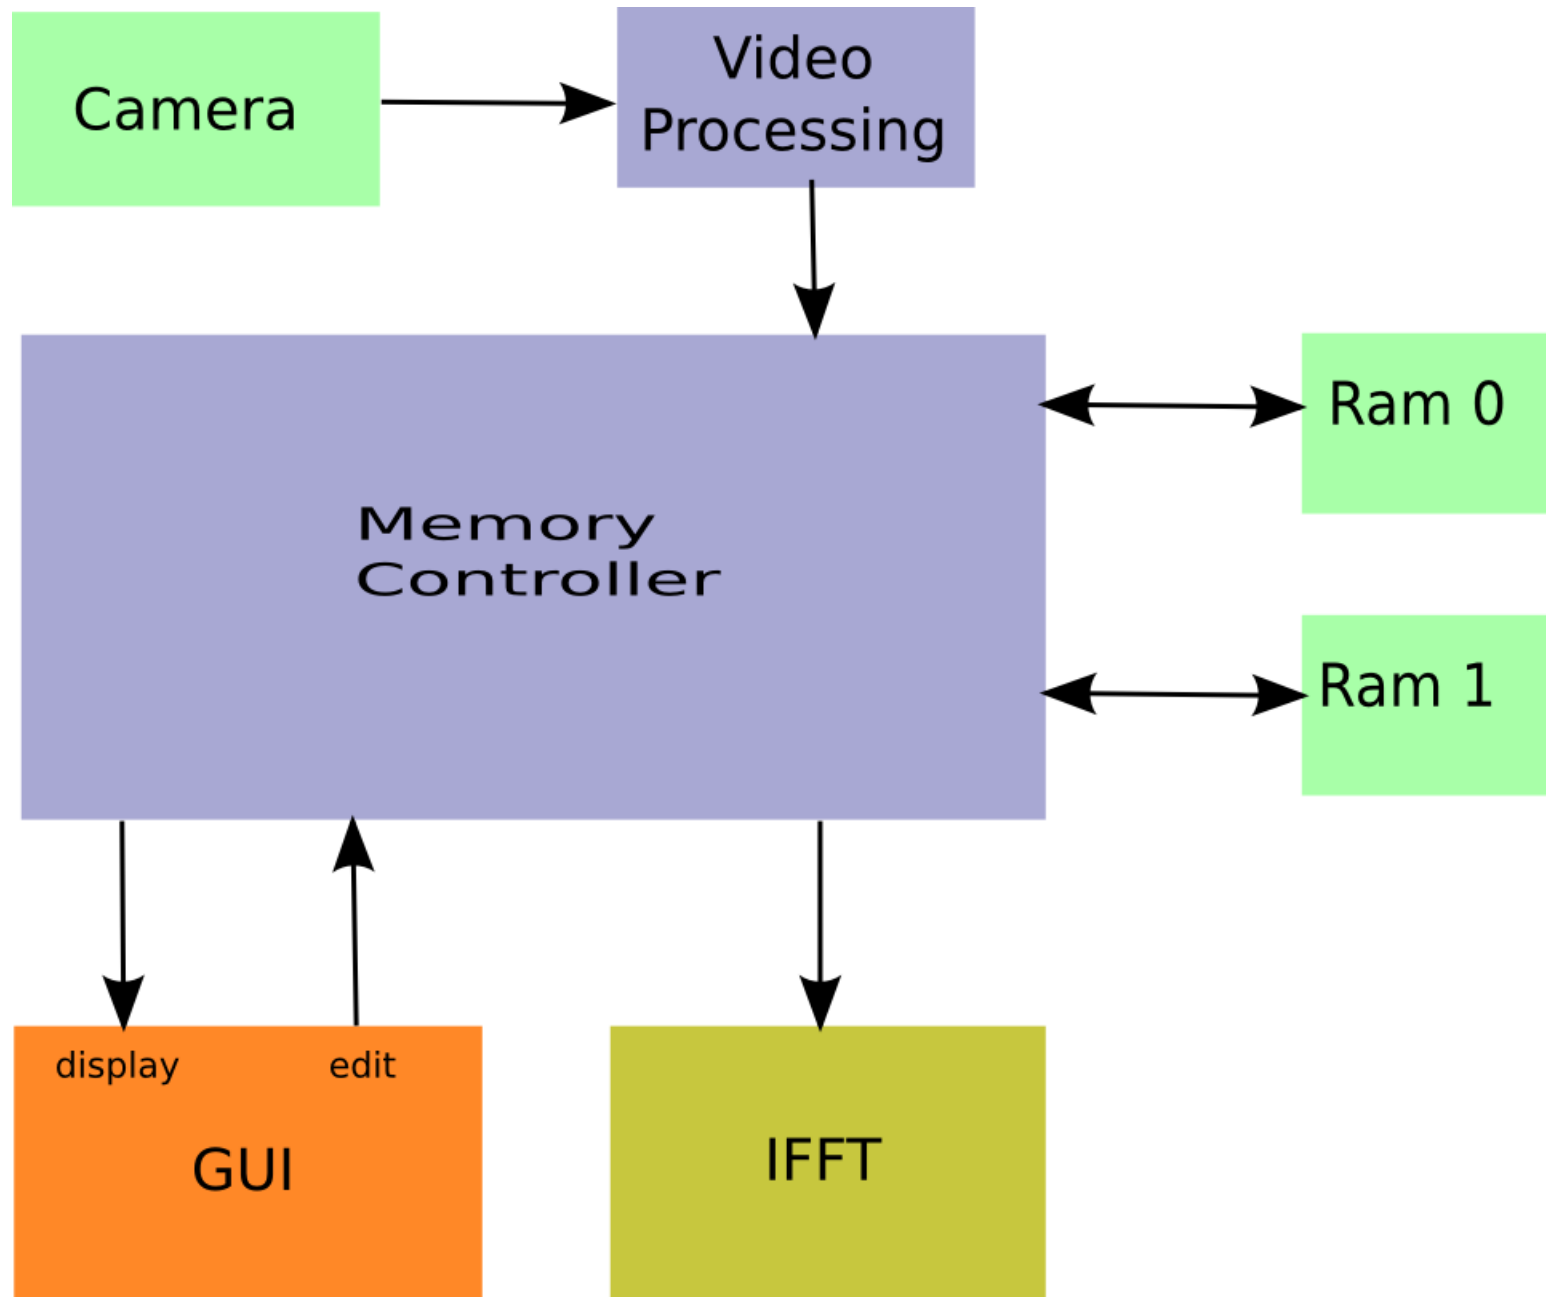 Camera
Video
Processing
Memory
Controller
Ram 0
Ram 1
display
edit
GUI
IFFT